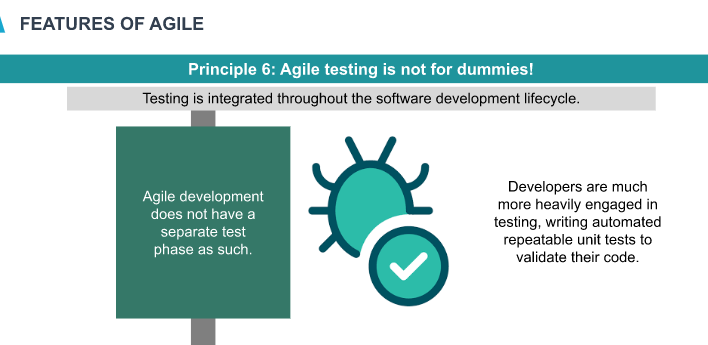 FEATURES OF AGILE
Principle 6: Agile testing is not for dummies!
Testing is integrated throughout the software development lifecycle.
Agile development
does not have a
separate test
phase as such.
Developers are much
more heavily engaged in
testing, writing automated
repeatable unit tests to
validate their code.